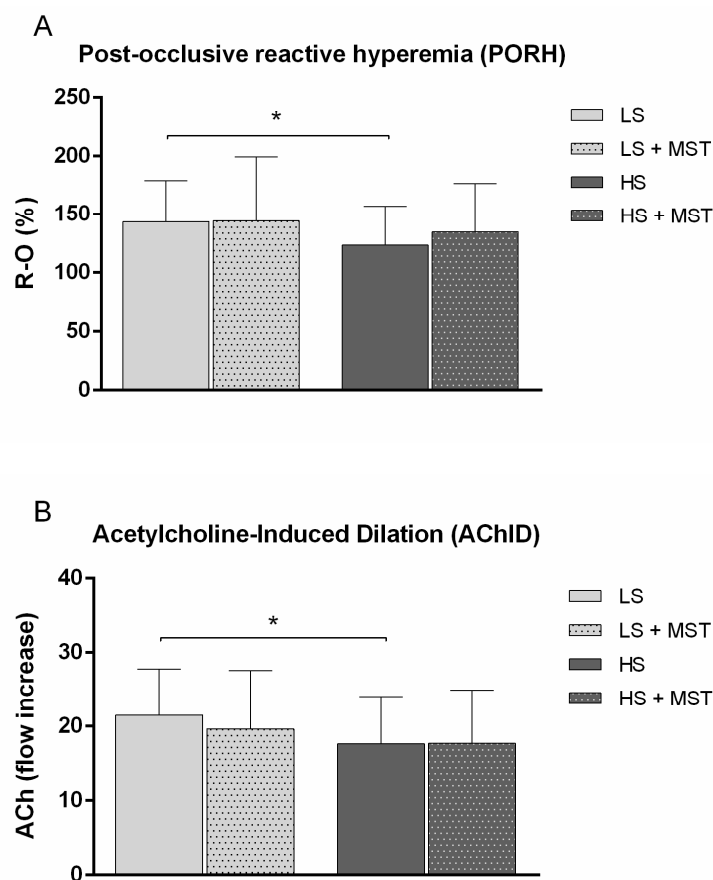 A
Post-occlusive reactive hyperemia (PORH)
250
200
150
100
50
0
R-O (%)
*
LS
LS + MST
HS
HS + MST
B
Acetylcholine-Induced Dilation (AChID)
40
30
20
10
0
ACh (flow increase)
*
LS
LS + MST
HS
HS + MST